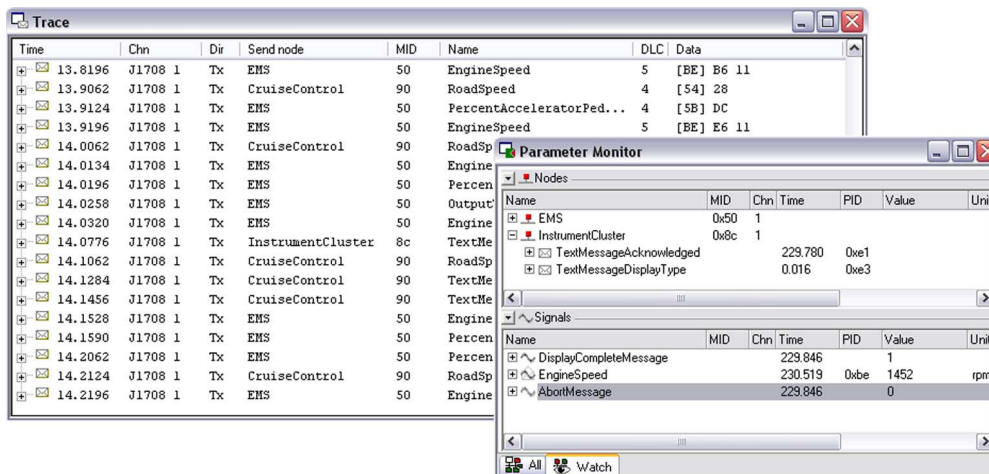 Trace
Time Chn Dir Send node MID Name DLC Data
13.8196 J1708 1 Tx EMS 50 EngineSpeed 5 [BE] B6 11
13.9062 J1708 1 Tx CruiseControl 90 RoadSpeed 4 [54] 28
13.9124 J1708 1 Tx EMS 50 PercentAcceleratorPed... 4 [5B] DC
13.9196 J1708 1 Tx EMS 50 EngineSpeed 5 [BE] E6 11
14.0062 J1708 1 Tx CruiseControl 90 RoadSp
14.0134 J1708 1 Tx EMS 50 Engine
14.0196 J1708 1 Tx EMS 50 Percen
14.0258 J1708 1 Tx EMS 50 Output
14.0320 J1708 1 Tx EMS 50 Engine
14.0776 J1708 1 Tx InstrumentCluster 8c TextMe
14.1062 J1708 1 Tx CruiseControl 90 RoadSp
14.1284 J1708 1 Tx CruiseControl 90 TextMe
14.1456 J1708 1 Tx CruiseControl 90 TextMe
14.1528 J1708 1 Tx EMS 50 Engine
14.1590 J1708 1 Tx EMS 50 Percen
14.2062 J1708 1 Tx EMS 50 Percen
14.2124 J1708 1 Tx CruiseControl 90 RoadSp
14.2196 J1708 1 Tx EMS 50 Engine
Parameter Monitor
Nodes
Name MID Chn Time PID Value Uni
EMS 0x50 1
InstrumentCluster 0x8c 1
TextMessageAcknowledged 229.780 0xe1
TextMessageDisplayType 0.016 0xe3
Signals
Name MID Chn Time PID Value Uni
DisplayCompleteMessage 229.846 1
EngineSpeed 230.519 0xbe 1452 rpm
AbortMessage 229.846 0
All Watch